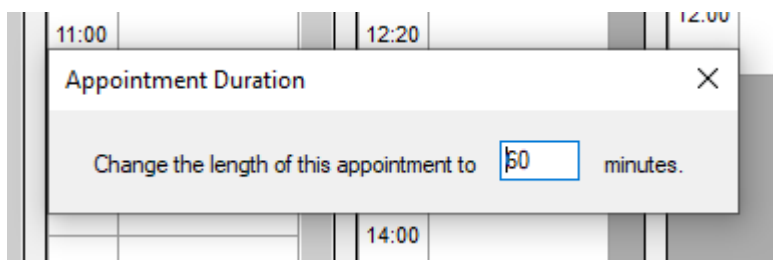 12:00
11:00
12:20
Appointment Duration
Change the length of this appointment to 60 minutes.
14:00